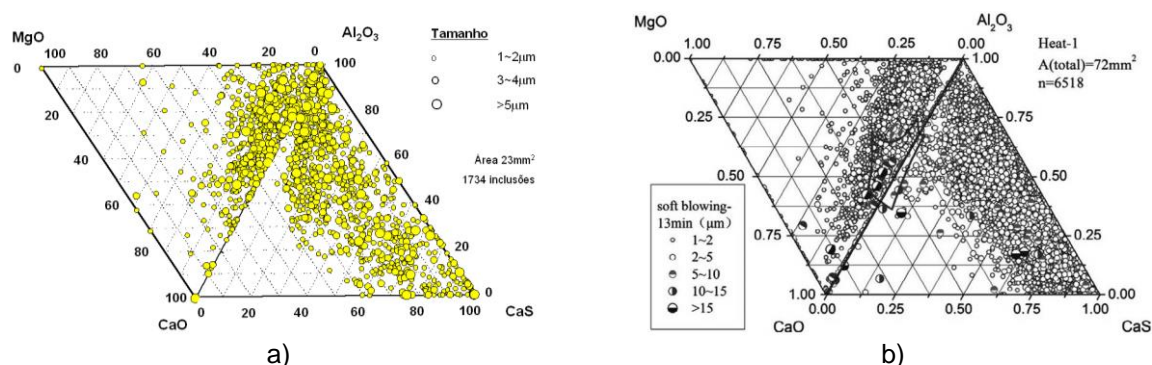 MgO
100 80 60 40 20 0
Al₂O₃
0
20
40
60
80
100
100
80
60
40
20
0
0 20 40 60 80 100
CaO
CaS
Tamanho
1~2µm
3~4µm
>5µm
Área 23mm²
1734 inclusões
a)
MgO
1.00 0.75 0.50 0.25 0.00
Al₂O₃
0.00
0.25
0.50
0.75
1.00
1.00
0.75
0.50
0.25
0.00
0.00 0.25 0.50 0.75 1.00
CaO
CaS
Heat-1
A(total)=72mm²
n=6518
soft blowing-
13min (µm)
1~2
2~5
5~10
10~15
>15
b)